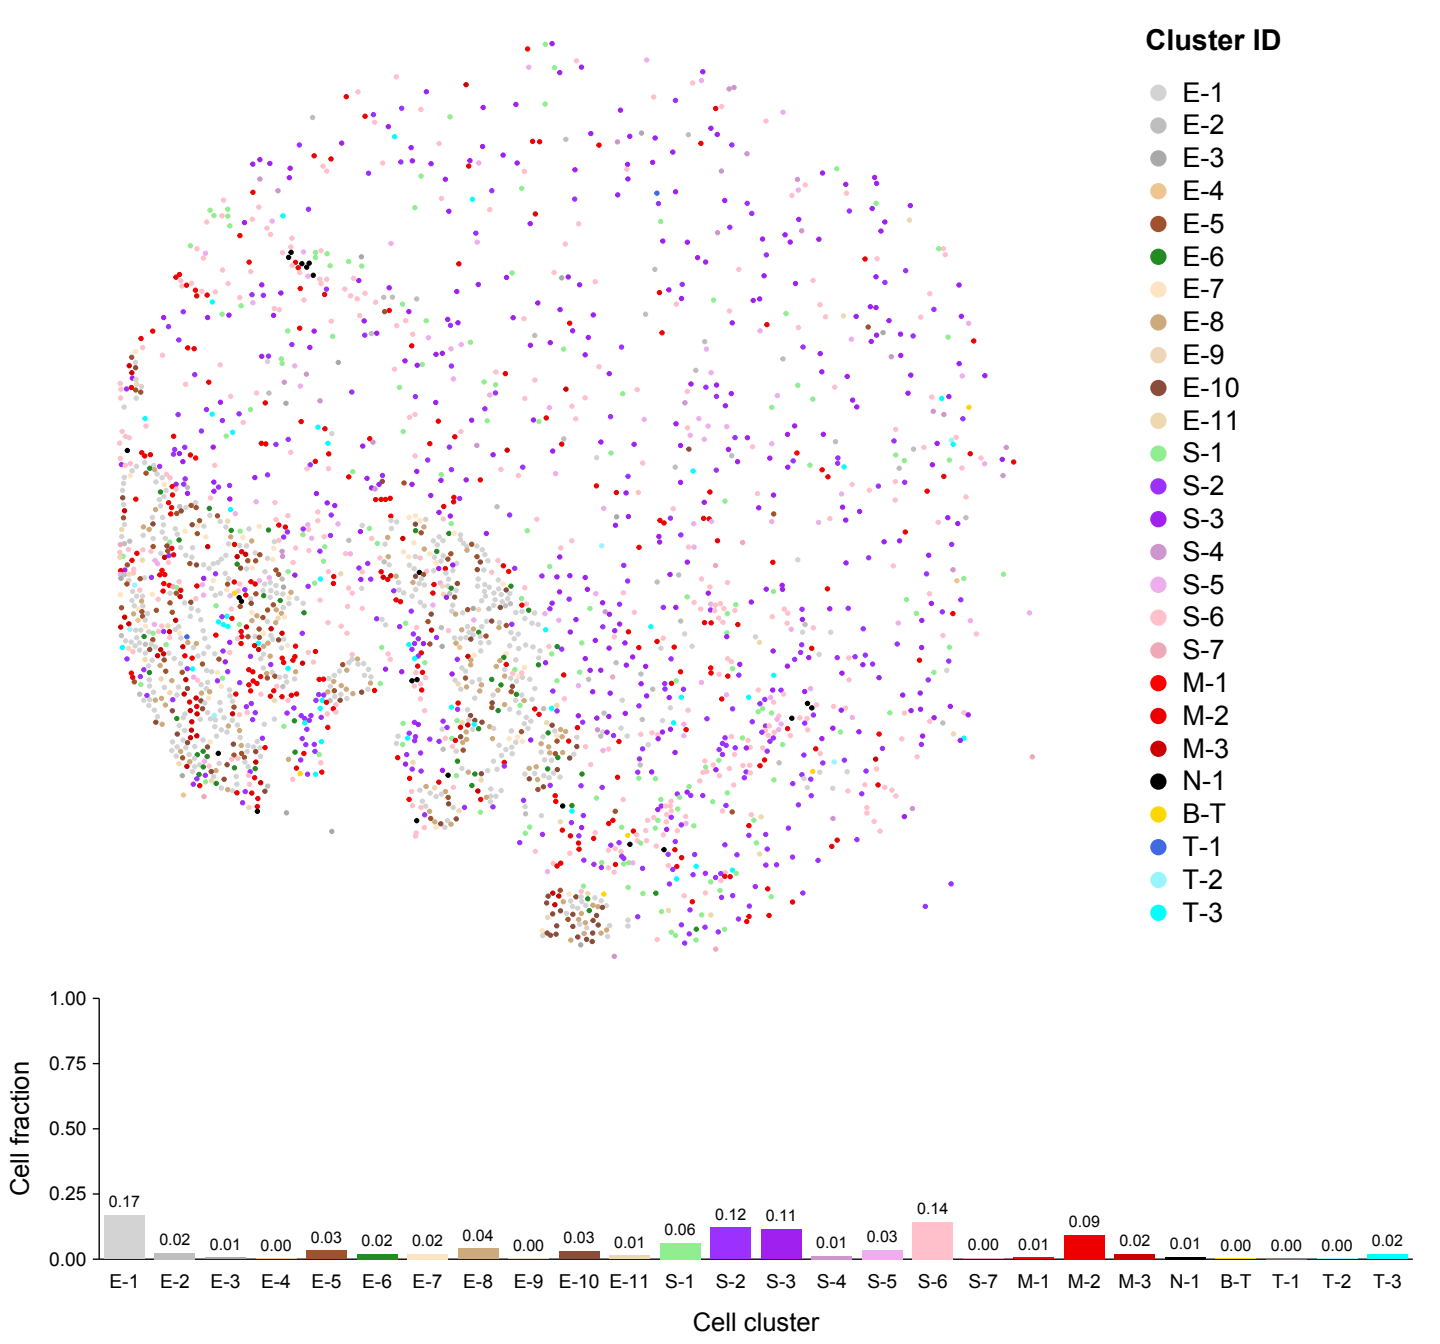 Cluster ID
E-1
E-2
E-3
E-4
E-5
E-6
E-7
E-8
E-9
E-10
E-11
S-1
S-2
S-3
S-4
S-5
S-6
S-7
M-1
M-2
M-3
N-1
B-T
T-1
T-2
T-3
1.00
0.75
0.50
0.25
0.00
Cell fraction
0.17 0.02 0.01 0.00 0.03 0.02 0.02 0.04 0.00 0.03 0.01 0.06 0.12 0.11 0.01 0.03 0.14 0.00 0.01 0.09 0.02 0.01 0.00 0.00 0.00 0.02
E-1 E-2 E-3 E-4 E-5 E-6 E-7 E-8 E-9 E-10 E-11 S-1 S-2 S-3 S-4 S-5 S-6 S-7 M-1 M-2 M-3 N-1 B-T T-1 T-2 T-3
Cell cluster